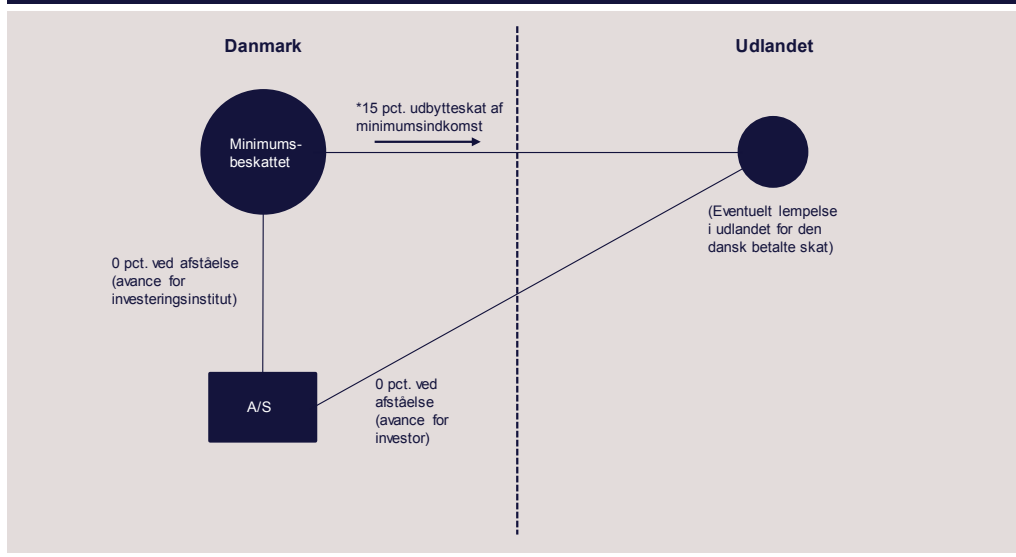 Danmark
Udlandet
*15 pct. udbytteskat af
minimumsindkomst
Minimums-
beskattet
(Eventuelt lempelse
i udlandet for den
dansk betalte skat)
0 pct. ved afståelse
(avance for
investeringsinstitut)
0 pct. ved
afståelse
(avance for
investor)
A/S